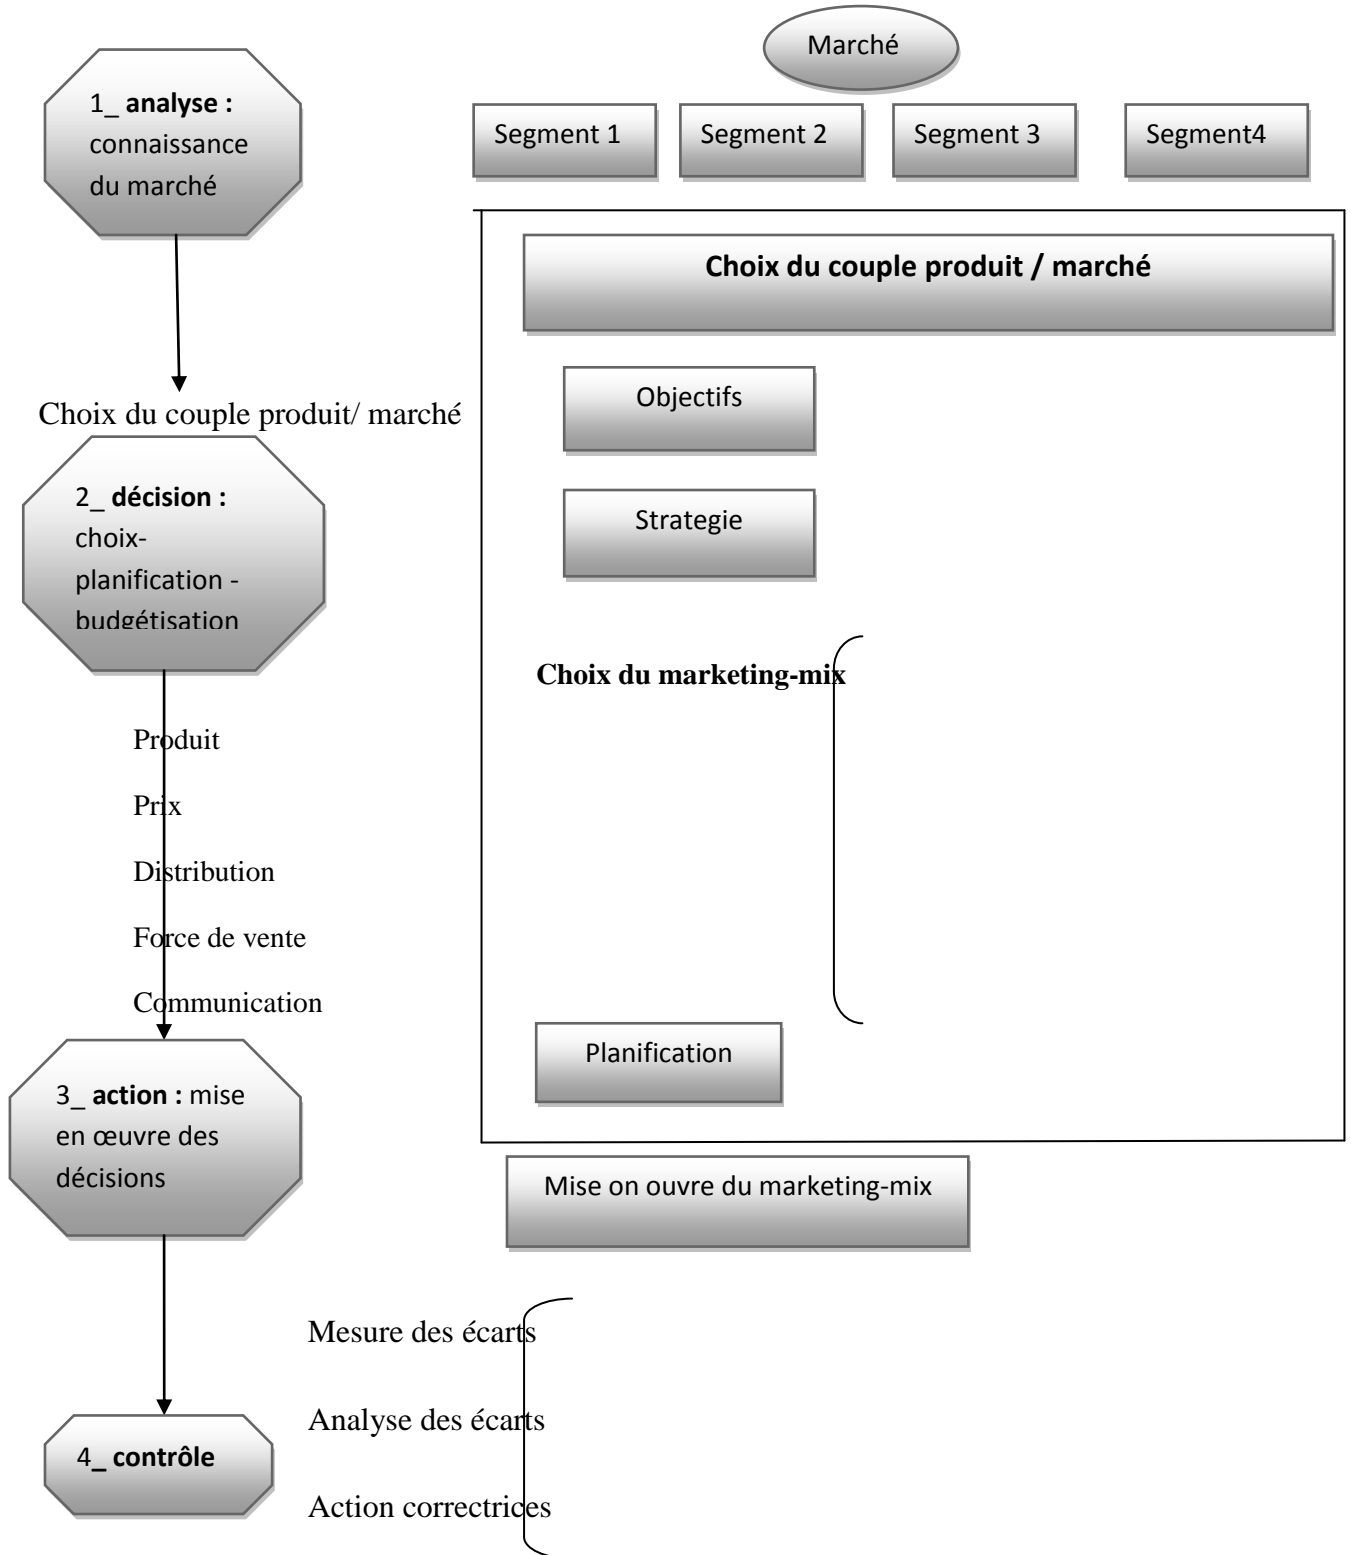 Marché
1_ analyse :
connaissance
du marché
Segment 1
Segment 2
Segment 3
Segment4
Choix du couple produit / marché
Objectifs
Choix du couple produit/ marché
2_ décision :
choix-
planification -
budgétisation
Strategie
Choix du marketing-mix
Produit
Prix
Distribution
Force de vente
Communication
Planification
3_ action : mise
en œuvre des
décisions
Mise on ouvre du marketing-mix
Mesure des écarts
Analyse des écarts
Action correctrices
4_ contrôle